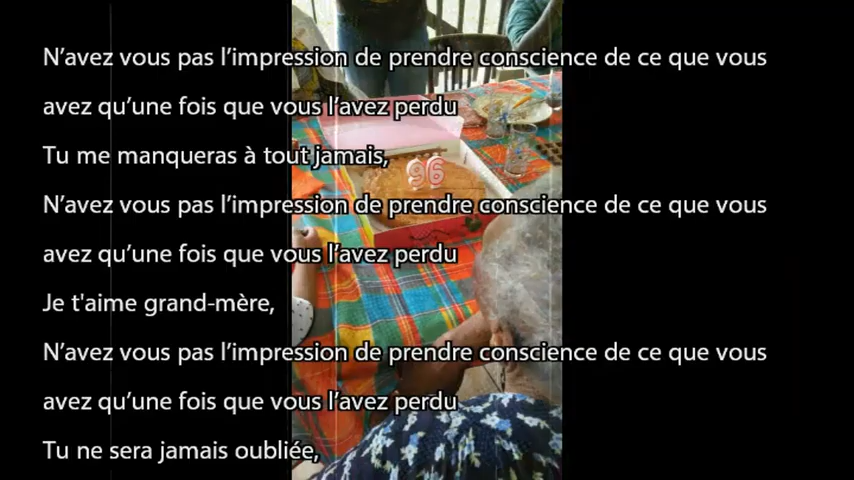 N’avez vous pas l’impression de prendre conscience de ce que vous
avez qu’une fois que vous l’avez perdu
Tu me manqueras à tout jamais,
96
N’avez vous pas l’impression de prendre conscience de ce que vous
avez qu’une fois que vous l’avez perdu
Je t'aime grand-mère,
N’avez vous pas l’impression de prendre conscience de ce que vous
avez qu’une fois que vous l’avez perdu
Tu ne sera jamais oubliée,